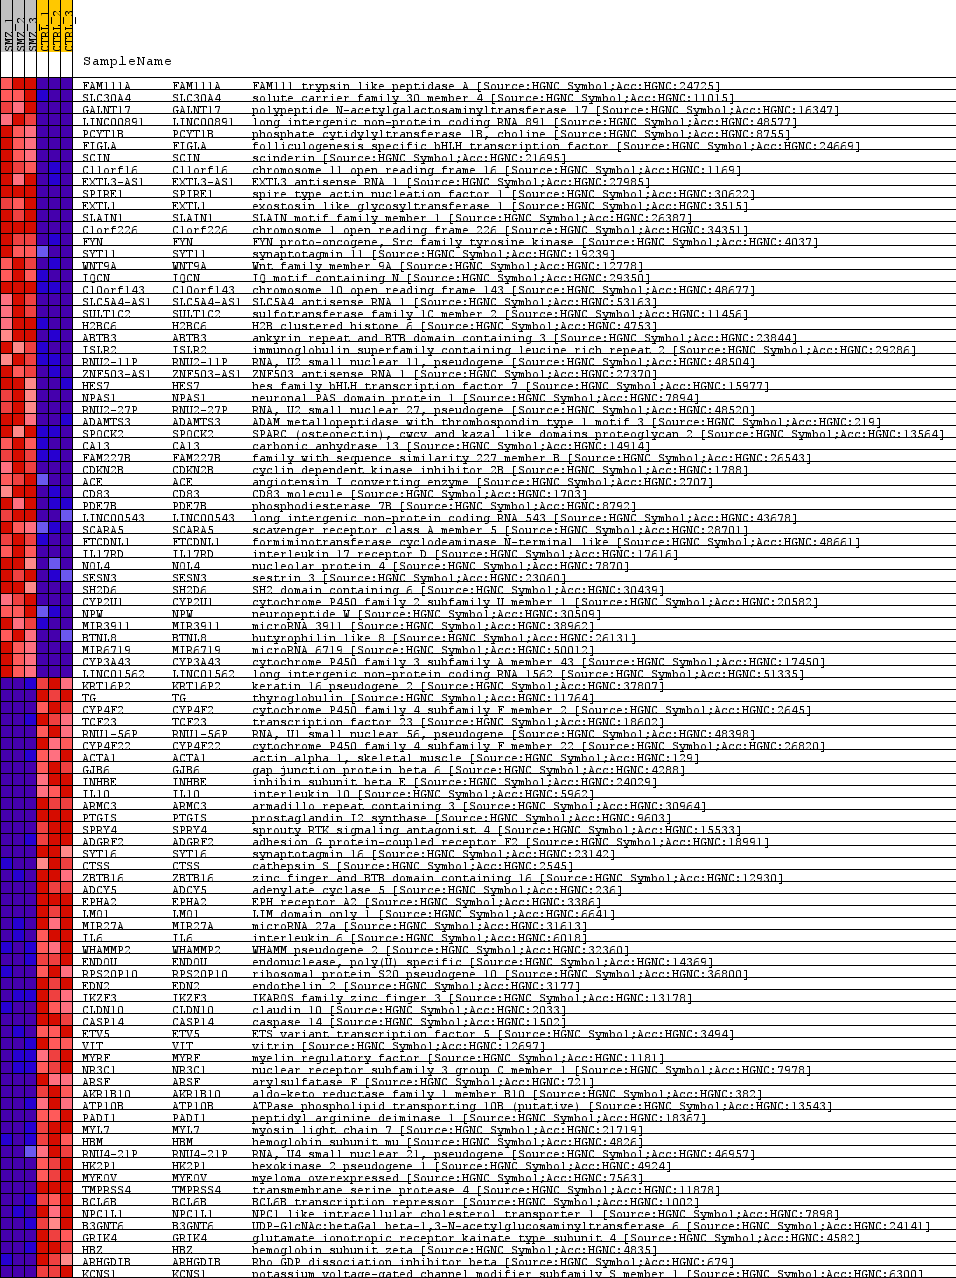 SMZ_1
SMZ_2
SMZ_3
CTRL_1
CTRL_2
CTRL_3
SampleName
FAM111A FAM111A FAM111 trypsin like peptidase A [Source:HGNC Symbol;Acc:HGNC:24725]
SLC30A4 SLC30A4 solute carrier family 30 member 4 [Source:HGNC Symbol;Acc:HGNC:11015]
GALNT17 GALNT17 polypeptide N-acetylgalactosaminyltransferase 17 [Source:HGNC Symbol;Acc:HGNC:16347]
LINC00891 LINC00891 long intergenic non-protein coding RNA 891 [Source:HGNC Symbol;Acc:HGNC:48577]
PCYT1B PCYT1B phosphate cytidylyltransferase 1B, choline [Source:HGNC Symbol;Acc:HGNC:8755]
FIGLA FIGLA folliculogenesis specific bHLH transcription factor [Source:HGNC Symbol;Acc:HGNC:24669]
SCIN SCIN scinderin [Source:HGNC Symbol;Acc:HGNC:21695]
C11orf16 C11orf16 chromosome 11 open reading frame 16 [Source:HGNC Symbol;Acc:HGNC:1169]
EXTL3-AS1 EXTL3-AS1 EXTL3 antisense RNA 1 [Source:HGNC Symbol;Acc:HGNC:27985]
SPIRE1 SPIRE1 spire type actin nucleation factor 1 [Source:HGNC Symbol;Acc:HGNC:30622]
EXTL1 EXTL1 exostosin like glycosyltransferase 1 [Source:HGNC Symbol;Acc:HGNC:3515]
SLAIN1 SLAIN1 SLAIN motif family member 1 [Source:HGNC Symbol;Acc:HGNC:26387]
C1orf226 C1orf226 chromosome 1 open reading frame 226 [Source:HGNC Symbol;Acc:HGNC:34351]
FYN FYN FYN proto-oncogene, Src family tyrosine kinase [Source:HGNC Symbol;Acc:HGNC:4037]
SYT11 SYT11 synaptotagmin 11 [Source:HGNC Symbol;Acc:HGNC:19239]
WNT9A WNT9A Wnt family member 9A [Source:HGNC Symbol;Acc:HGNC:12778]
IQCN IQCN IQ motif containing N [Source:HGNC Symbol;Acc:HGNC:29350]
C10orf143 C10orf143 chromosome 10 open reading frame 143 [Source:HGNC Symbol;Acc:HGNC:48677]
SLC5A4-AS1 SLC5A4-AS1 SLC5A4 antisense RNA 1 [Source:HGNC Symbol;Acc:HGNC:53163]
SULT1C2 SULT1C2 sulfotransferase family 1C member 2 [Source:HGNC Symbol;Acc:HGNC:11456]
H2BC6 H2BC6 H2B clustered histone 6 [Source:HGNC Symbol;Acc:HGNC:4753]
ABTB3 ABTB3 ankyrin repeat and BTB domain containing 3 [Source:HGNC Symbol;Acc:HGNC:23844]
ISLR2 ISLR2 immunoglobulin superfamily containing leucine rich repeat 2 [Source:HGNC Symbol;Acc:HGNC:29286]
RNU2-11P RNU2-11P RNA, U2 small nuclear 11, pseudogene [Source:HGNC Symbol;Acc:HGNC:48504]
ZNF503-AS1 ZNF503-AS1 ZNF503 antisense RNA 1 [Source:HGNC Symbol;Acc:HGNC:27370]
HES7 HES7 hes family bHLH transcription factor 7 [Source:HGNC Symbol;Acc:HGNC:15977]
NPAS1 NPAS1 neuronal PAS domain protein 1 [Source:HGNC Symbol;Acc:HGNC:7894]
RNU2-27P RNU2-27P RNA, U2 small nuclear 27, pseudogene [Source:HGNC Symbol;Acc:HGNC:48520]
ADAMTS3 ADAMTS3 ADAM metallopeptidase with thrombospondin type 1 motif 3 [Source:HGNC Symbol;Acc:HGNC:219]
SPOCK2 SPOCK2 SPARC (osteonectin), cwcv and kazal like domains proteoglycan 2 [Source:HGNC Symbol;Acc:HGNC:13564]
CA13 CA13 carbonic anhydrase 13 [Source:HGNC Symbol;Acc:HGNC:14914]
FAM227B FAM227B family with sequence similarity 227 member B [Source:HGNC Symbol;Acc:HGNC:26543]
CDKN2B CDKN2B cyclin dependent kinase inhibitor 2B [Source:HGNC Symbol;Acc:HGNC:1788]
ACE ACE angiotensin I converting enzyme [Source:HGNC Symbol;Acc:HGNC:2707]
CD83 CD83 CD83 molecule [Source:HGNC Symbol;Acc:HGNC:1703]
PDE7B PDE7B phosphodiesterase 7B [Source:HGNC Symbol;Acc:HGNC:8792]
LINC00543 LINC00543 long intergenic non-protein coding RNA 543 [Source:HGNC Symbol;Acc:HGNC:43678]
SCARA5 SCARA5 scavenger receptor class A member 5 [Source:HGNC Symbol;Acc:HGNC:28701]
FTCDNL1 FTCDNL1 formiminotransferase cyclodeaminase N-terminal like [Source:HGNC Symbol;Acc:HGNC:48661]
IL17RD IL17RD interleukin 17 receptor D [Source:HGNC Symbol;Acc:HGNC:17616]
NOL4 NOL4 nucleolar protein 4 [Source:HGNC Symbol;Acc:HGNC:7870]
SESN3 SESN3 sestrin 3 [Source:HGNC Symbol;Acc:HGNC:23060]
SH2D6 SH2D6 SH2 domain containing 6 [Source:HGNC Symbol;Acc:HGNC:30439]
CYP2U1 CYP2U1 cytochrome P450 family 2 subfamily U member 1 [Source:HGNC Symbol;Acc:HGNC:20582]
NPW NPW neuropeptide W [Source:HGNC Symbol;Acc:HGNC:30509]
MIR3911 MIR3911 microRNA 3911 [Source:HGNC Symbol;Acc:HGNC:38962]
BTNL8 BTNL8 butyrophilin like 8 [Source:HGNC Symbol;Acc:HGNC:26131]
MIR6719 MIR6719 microRNA 6719 [Source:HGNC Symbol;Acc:HGNC:50012]
CYP3A43 CYP3A43 cytochrome P450 family 3 subfamily A member 43 [Source:HGNC Symbol;Acc:HGNC:17450]
LINC01562 LINC01562 long intergenic non-protein coding RNA 1562 [Source:HGNC Symbol;Acc:HGNC:51335]
KRT16P2 KRT16P2 keratin 16 pseudogene 2 [Source:HGNC Symbol;Acc:HGNC:37807]
TG TG thyroglobulin [Source:HGNC Symbol;Acc:HGNC:11764]
CYP4F2 CYP4F2 cytochrome P450 family 4 subfamily F member 2 [Source:HGNC Symbol;Acc:HGNC:2645]
TCF23 TCF23 transcription factor 23 [Source:HGNC Symbol;Acc:HGNC:18602]
RNU1-56P RNU1-56P RNA, U1 small nuclear 56, pseudogene [Source:HGNC Symbol;Acc:HGNC:48398]
CYP4F22 CYP4F22 cytochrome P450 family 4 subfamily F member 22 [Source:HGNC Symbol;Acc:HGNC:26820]
ACTA1 ACTA1 actin alpha 1, skeletal muscle [Source:HGNC Symbol;Acc:HGNC:129]
GJB6 GJB6 gap junction protein beta 6 [Source:HGNC Symbol;Acc:HGNC:4288]
INHBE INHBE inhibin subunit beta E [Source:HGNC Symbol;Acc:HGNC:24029]
IL10 IL10 interleukin 10 [Source:HGNC Symbol;Acc:HGNC:5962]
ARMC3 ARMC3 armadillo repeat containing 3 [Source:HGNC Symbol;Acc:HGNC:30964]
PTGIS PTGIS prostaglandin I2 synthase [Source:HGNC Symbol;Acc:HGNC:9603]
SPRY4 SPRY4 sprouty RTK signaling antagonist 4 [Source:HGNC Symbol;Acc:HGNC:15533]
ADGRF2 ADGRF2 adhesion G protein-coupled receptor F2 [Source:HGNC Symbol;Acc:HGNC:18991]
SYT16 SYT16 synaptotagmin 16 [Source:HGNC Symbol;Acc:HGNC:23142]
CTSS CTSS cathepsin S [Source:HGNC Symbol;Acc:HGNC:2545]
ZBTB16 ZBTB16 zinc finger and BTB domain containing 16 [Source:HGNC Symbol;Acc:HGNC:12930]
ADCY5 ADCY5 adenylate cyclase 5 [Source:HGNC Symbol;Acc:HGNC:236]
EPHA2 EPHA2 EPH receptor A2 [Source:HGNC Symbol;Acc:HGNC:3386]
LMO1 LMO1 LIM domain only 1 [Source:HGNC Symbol;Acc:HGNC:6641]
MIR27A MIR27A microRNA 27a [Source:HGNC Symbol;Acc:HGNC:31613]
IL6 IL6 interleukin 6 [Source:HGNC Symbol;Acc:HGNC:6018]
WHAMMP2 WHAMMP2 WHAMM pseudogene 2 [Source:HGNC Symbol;Acc:HGNC:32360]
ENDOU ENDOU endonuclease, poly(U) specific [Source:HGNC Symbol;Acc:HGNC:14369]
RPS20P10 RPS20P10 ribosomal protein S20 pseudogene 10 [Source:HGNC Symbol;Acc:HGNC:36800]
EDN2 EDN2 endothelin 2 [Source:HGNC Symbol;Acc:HGNC:3177]
IKZF3 IKZF3 IKAROS family zinc finger 3 [Source:HGNC Symbol;Acc:HGNC:13178]
CLDN10 CLDN10 claudin 10 [Source:HGNC Symbol;Acc:HGNC:2033]
CASP14 CASP14 caspase 14 [Source:HGNC Symbol;Acc:HGNC:1502]
ETV5 ETV5 ETS variant transcription factor 5 [Source:HGNC Symbol;Acc:HGNC:3494]
VIT VIT vitrin [Source:HGNC Symbol;Acc:HGNC:12697]
MYRF MYRF myelin regulatory factor [Source:HGNC Symbol;Acc:HGNC:1181]
NR3C1 NR3C1 nuclear receptor subfamily 3 group C member 1 [Source:HGNC Symbol;Acc:HGNC:7978]
ARSF ARSF arylsulfatase F [Source:HGNC Symbol;Acc:HGNC:721]
AKR1B10 AKR1B10 aldo-keto reductase family 1 member B10 [Source:HGNC Symbol;Acc:HGNC:382]
ATP10B ATP10B ATPase phospholipid transporting 10B (putative) [Source:HGNC Symbol;Acc:HGNC:13543]
PADI1 PADI1 peptidyl arginine deiminase 1 [Source:HGNC Symbol;Acc:HGNC:18367]
MYL7 MYL7 myosin light chain 7 [Source:HGNC Symbol;Acc:HGNC:21719]
HBM HBM hemoglobin subunit mu [Source:HGNC Symbol;Acc:HGNC:4826]
RNU4-21P RNU4-21P RNA, U4 small nuclear 21, pseudogene [Source:HGNC Symbol;Acc:HGNC:46957]
HK2P1 HK2P1 hexokinase 2 pseudogene 1 [Source:HGNC Symbol;Acc:HGNC:4924]
MYEOV MYEOV myeloma overexpressed [Source:HGNC Symbol;Acc:HGNC:7563]
TMPRSS4 TMPRSS4 transmembrane serine protease 4 [Source:HGNC Symbol;Acc:HGNC:11878]
BCL6B BCL6B BCL6B transcription repressor [Source:HGNC Symbol;Acc:HGNC:1002]
NPC1L1 NPC1L1 NPC1 like intracellular cholesterol transporter 1 [Source:HGNC Symbol;Acc:HGNC:7898]
B3GNT6 B3GNT6 UDP-GlcNAc:betaGal beta-1,3-N-acetylglucosaminyltransferase 6 [Source:HGNC Symbol;Acc:HGNC:24141]
GRIK4 GRIK4 glutamate ionotropic receptor kainate type subunit 4 [Source:HGNC Symbol;Acc:HGNC:4582]
HBZ HBZ hemoglobin subunit zeta [Source:HGNC Symbol;Acc:HGNC:4835]
ARHGDIB ARHGDIB Rho GDP dissociation inhibitor beta [Source:HGNC Symbol;Acc:HGNC:679]
KCNS1 KCNS1 potassium voltage-gated channel modifier subfamily S member 1 [Source:HGNC Symbol;Acc:HGNC:6300]